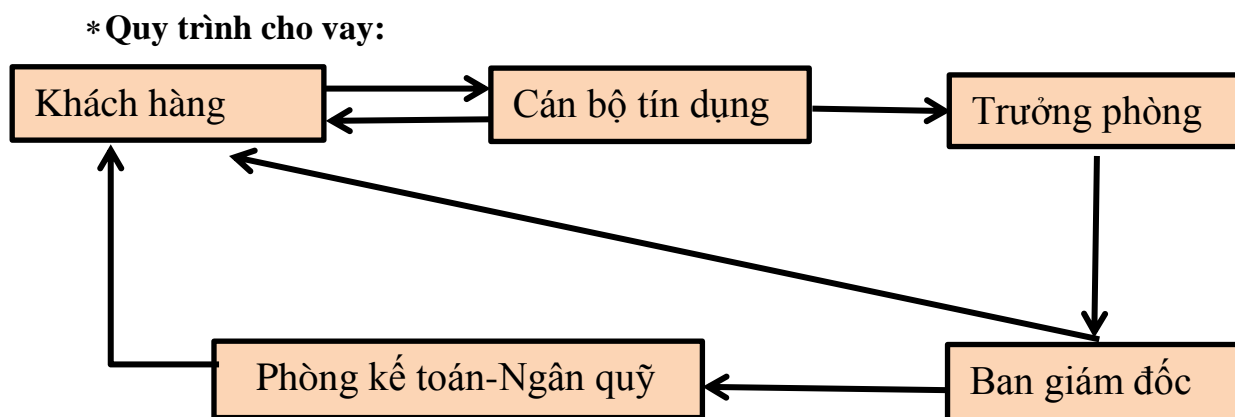 *Quy trình cho vay:
Khách hàng
Cán bộ tín dụng
Trưởng phòng
Phòng kế toán-Ngân quỹ
Ban giám đốc